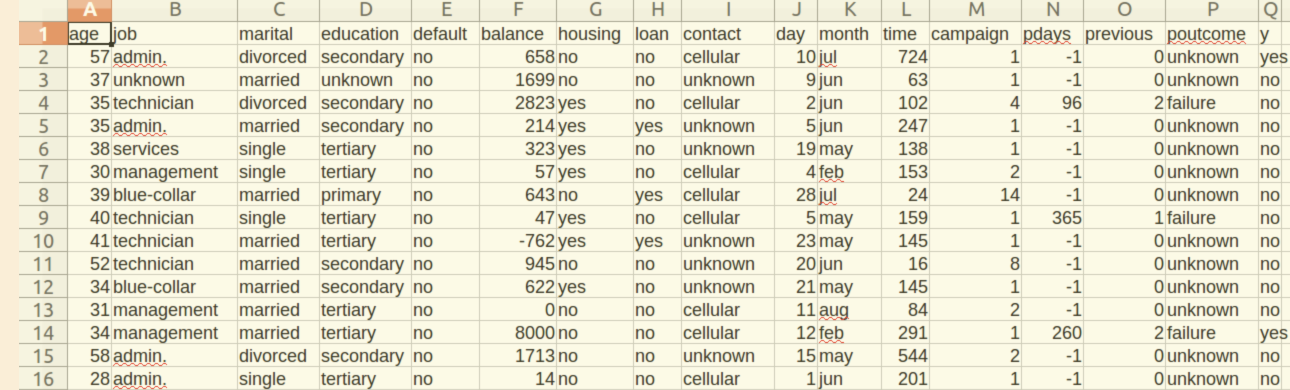 A B C D E F G H I J K L M N O P Q
1 age job marital education default balance housing loan contact day month time campaign pdays previous poutcome y
2 57 admin. divorced secondary no 658 no no cellular 10 jul 724 1 -1 0 unknown yes
3 37 unknown married unknown no 1699 no no unknown 9 jun 63 1 -1 0 unknown no
4 35 technician divorced secondary no 2823 yes no cellular 2 jun 102 4 96 2 failure no
5 35 admin. married secondary no 214 yes yes unknown 5 jun 247 1 -1 0 unknown no
6 38 services single tertiary no 323 yes no unknown 19 may 138 1 -1 0 unknown no
7 30 management single tertiary no 57 yes no cellular 4 feb 153 2 -1 0 unknown no
8 39 blue-collar married primary no 643 no yes cellular 28 jul 24 14 -1 0 unknown no
9 40 technician single tertiary no 47 yes no cellular 5 may 159 1 365 1 failure no
10 41 technician married tertiary no -762 yes yes unknown 23 may 145 1 -1 0 unknown no
11 52 technician married secondary no 945 no no unknown 20 jun 16 8 -1 0 unknown no
12 34 blue-collar married secondary no 622 yes no unknown 21 may 145 1 -1 0 unknown no
13 31 management married tertiary no 0 no no cellular 11 aug 84 2 -1 0 unknown no
14 34 management married tertiary no 8000 no no cellular 12 feb 291 1 260 2 failure yes
15 58 admin. divorced secondary no 1713 no no unknown 15 may 544 2 -1 0 unknown no
16 28 admin. single tertiary no 14 no no cellular 1 jun 201 1 -1 0 unknown no